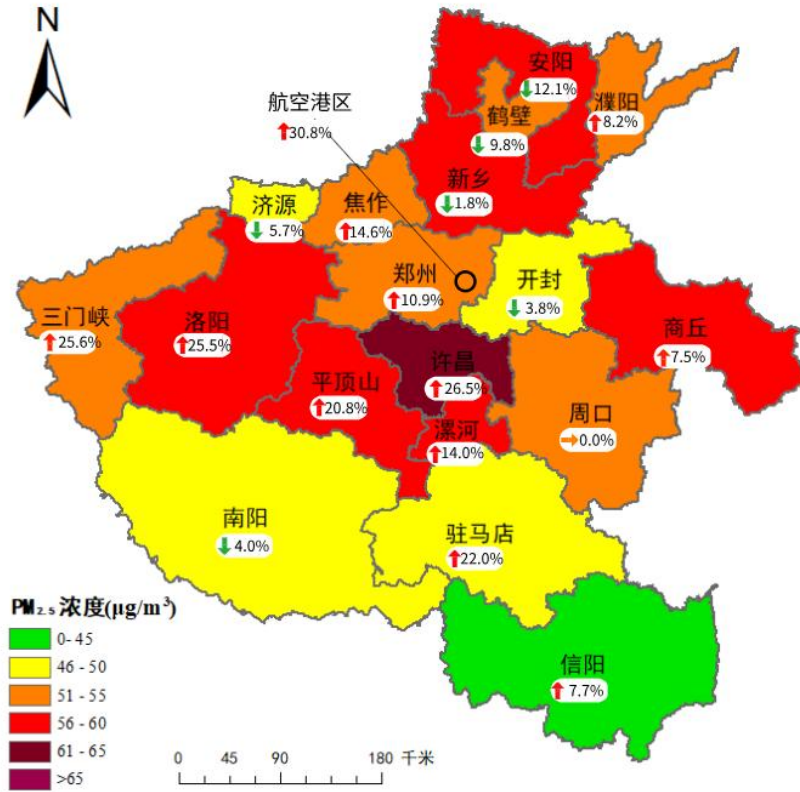 N
安阳
12.1%
濮阳
8.2%
航空港区
30.8%
鹤壁
9.8%
新乡
1.8%
济源
5.7%
焦作
14.6%
郑州
10.9%
开封
3.8%
三门峡
25.6%
洛阳
25.5%
商丘
7.5%
许昌
26.5%
平顶山
20.8%
周口
0.0%
漯河
14.0%
南阳
4.0%
驻马店
22.0%
信阳
7.7%
PM2.5浓度(μg/m³)
0-45
46-50
51-55
56-60
61-65
>65
0 45 90 180 千米